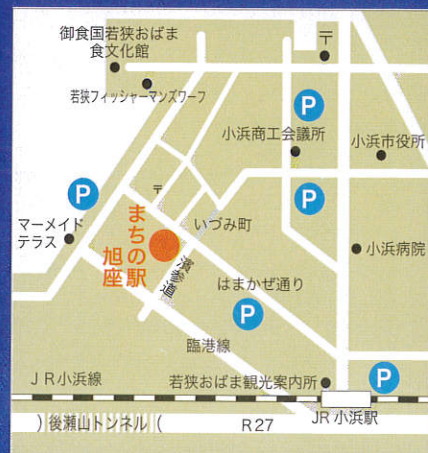 御食国若狭おばま
食文化館
〒
若狭フィッシャーマンズワーフ
P
小浜商工会議所
小浜市役所
P
P
〒
マーメイド
テラス
まちの駅
旭座
いづみ町
濱参道
小浜病院
はまかぜ通り
P
臨港線
JR小浜線
若狭おばま観光案内所
P
)後瀬山トンネル(
R27
JR小浜駅